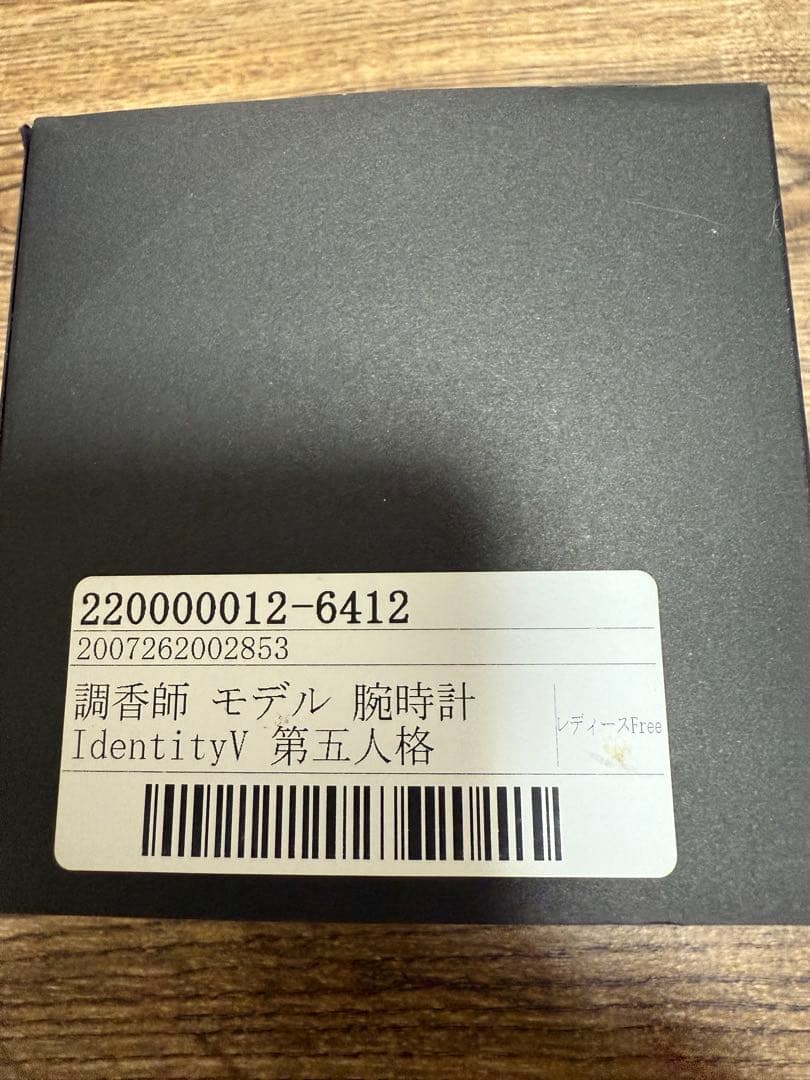 220000012-6412
2007262002853
調香師 モデル 腕時計
IdentityV 第五人格
レディースFree